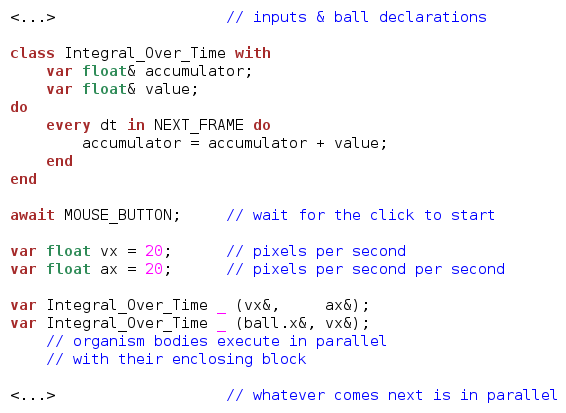 <...>                   // inputs & ball declarations

class Integral_Over_Time with
    var float& accumulator;
    var float& value;
do
    every dt in NEXT_FRAME do
        accumulator = accumulator + value;
    end
end

await MOUSE_BUTTON;     // wait for the click to start

var float vx = 20;      // pixels per second
var float ax = 20;      // pixels per second per second

var Integral_Over_Time _ (vx&,     ax&);
var Integral_Over_Time _ (ball.x&, vx&);
    // organism bodies execute in parallel
    // with their enclosing block

<...>                   // whatever comes next is in parallel